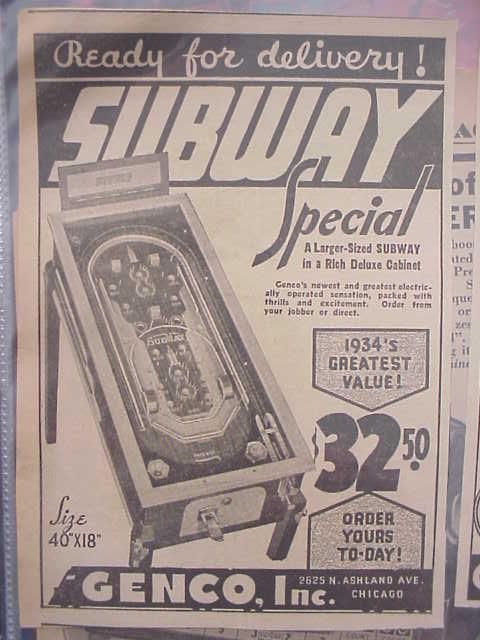 Ready for delivery!
SUBWAY
Special
A Larger-Sized SUBWAY
in a Rich Deluxe Cabinet
Genco's newest and greatest electric-
ally operated sensation, packed with
thrills and excitement. Order from
your jobber or direct.
SUBWAY
1934's
GREATEST
VALUE!
$32.50
Size
40"X18"
ORDER
YOURS
TO-DAY!
GENCO, Inc.
2625 N. ASHLAND AVE.
CHICAGO